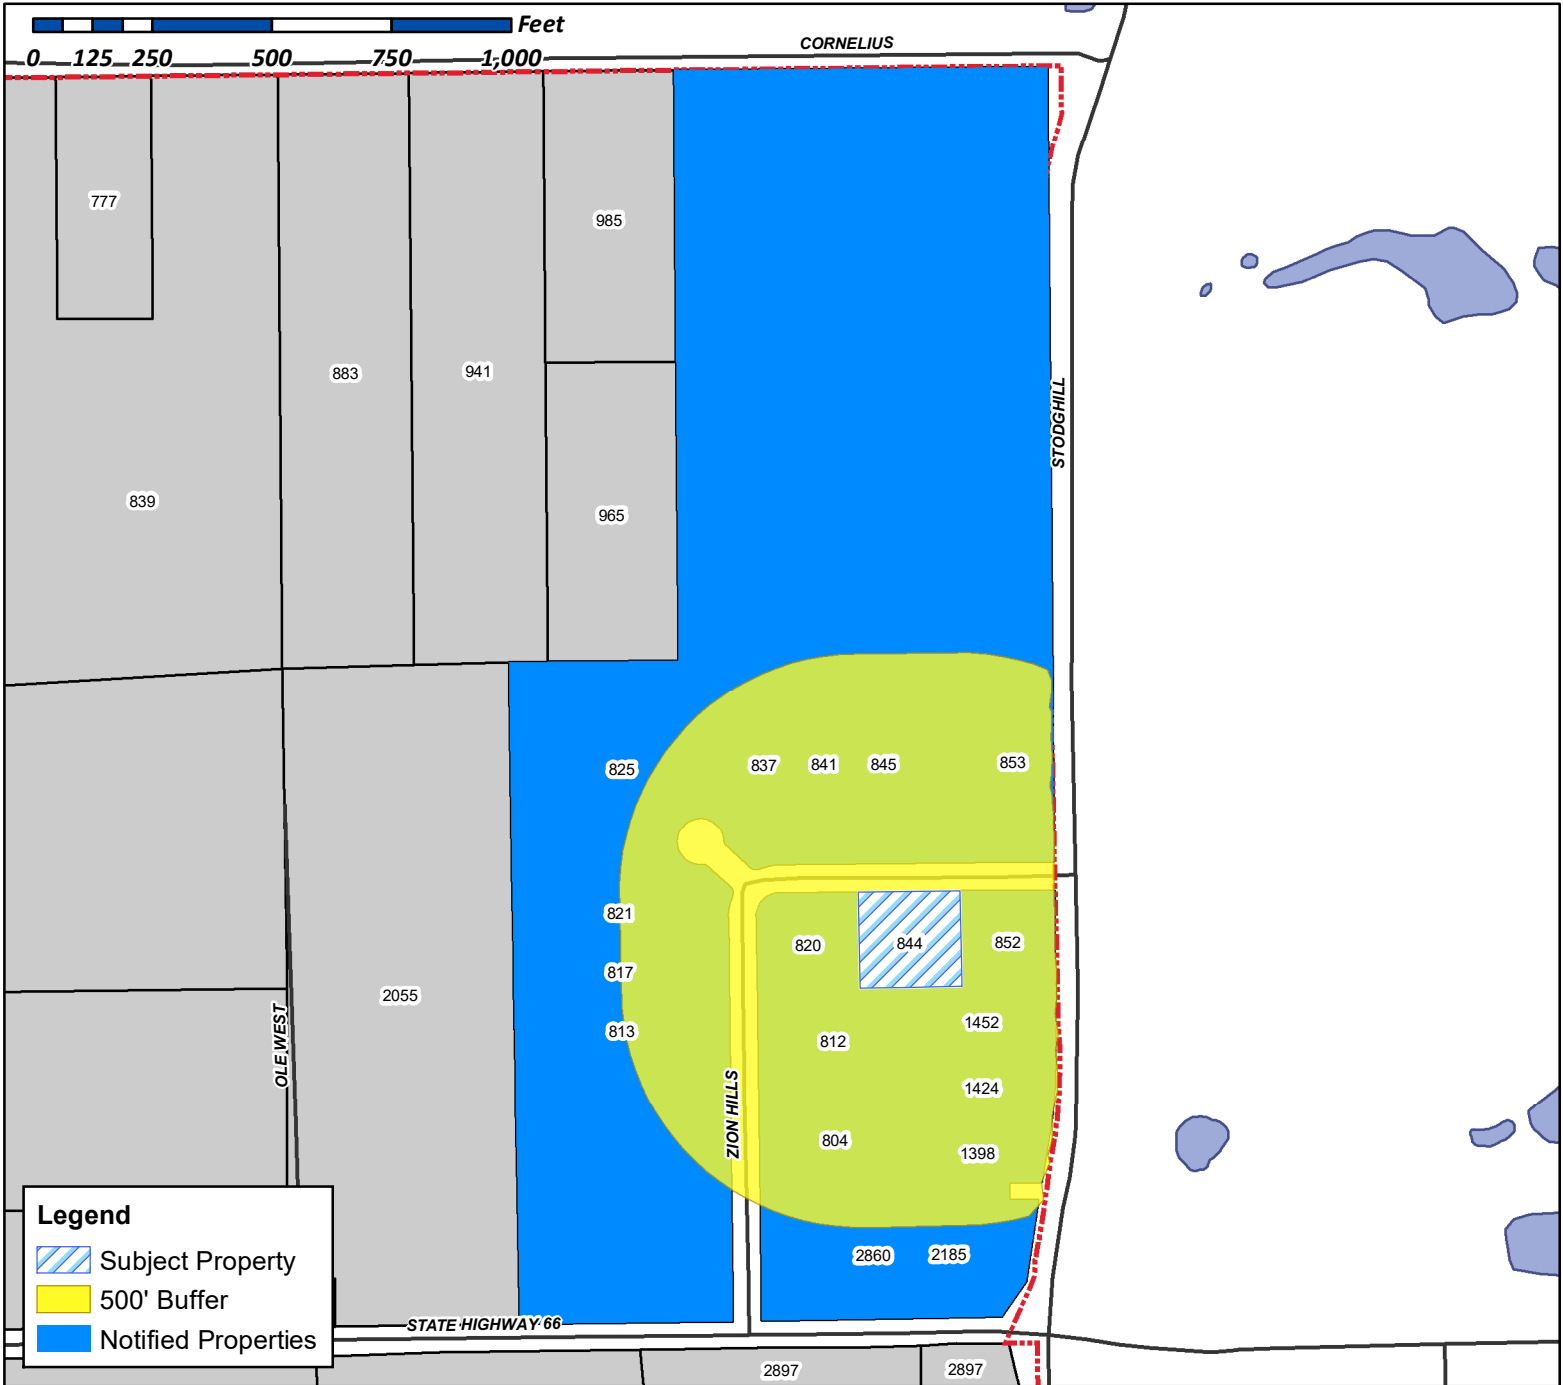 Feet
0 125 250 500 750 1,000
CORNELIUS
777
985
883
941
STODGHILL
839
965
825
837 841 845 853
821
820 844 852
817
2055
813
812
1452
OLE WEST
1424
ZION HILLS
804
1398
2860 2185
Legend
Subject Property
500' Buffer
Notified Properties
STATE HIGHWAY 66
2897 2897